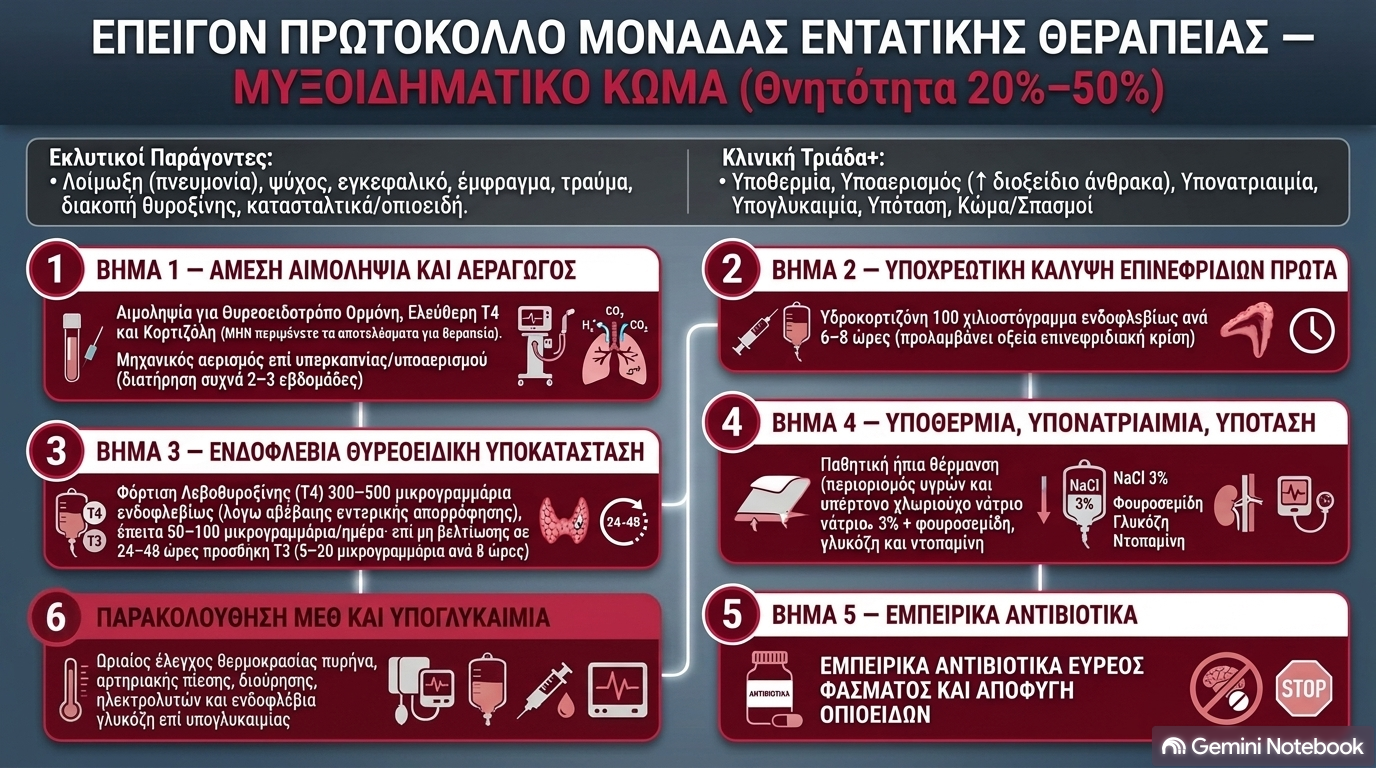 ΕΠΕΙΓΟΝ ΠΡΩΤΟΚΟΛΛΟ ΜΟΝΑΔΑΣ ΕΝΤΑΤΙΚΗΣ ΘΕΡΑΠΕΙΑΣ —
ΜΥΞΟΙΔΗΜΑΤΙΚΟ ΚΩΜΑ (Θνητότητα 20%–50%)
Εκλυτικοί Παράγοντες:
• Λοίμωξη (πνευμονία), ψύχος, εγκεφαλικό, έμφραγμα, τραύμα,
διακοπή θυροξίνης, κατασταλτικά/οπιοειδή.
Κλινική Τριάδα+:
• Υποθερμία, Υποαερισμός (↑ διοξείδιο άνθρακα), Υπονατριαιμία,
Υπογλυκαιμία, Υπόταση, Κώμα/Σπασμοί
1
ΒΗΜΑ 1 — ΑΜΕΣΗ ΑΙΜΟΛΗΨΙΑ ΚΑΙ ΑΕΡΑΓΩΓΟΣ
Αιμοληψία για Θυρεοειδοτρόπο Ορμόνη, Ελεύθερη Τ4
και Κορτιζόλη (ΜΗΝ περιμένετε τα αποτελέσματα για θεραπεία).
Μηχανικός αερισμός επί υπερκαπνίας/υποαερισμού
(διατήρηση συχνά 2–3 εβδομάδες)
CO₂
CO₂
2
ΒΗΜΑ 2 — ΥΠΟΧΡΕΩΤΙΚΗ ΚΑΛΥΨΗ ΕΠΙΝΕΦΡΙΔΙΩΝ ΠΡΩΤΑ
Υδροκορτιζόνη 100 χιλιοστόγραμμα ενδοφλεβίως ανά
6–8 ώρες (προλαμβάνει οξεία επινεφριδιακή κρίση)
3
ΒΗΜΑ 3 — ΕΝΔΟΦΛΕΒΙΑ ΘΥΡΕΟΕΙΔΙΚΗ ΥΠΟΚΑΤΑΣΤΑΣΗ
T4
T3
Φόρτιση Λεβοθυροξίνης (Τ4) 300–500 μικρογραμμάρια
ενδοφλεβίως (λόγω αβέβαιης εντερικής απορρόφησης),
έπειτα 50–100 μικρογραμμάρια/ημέρα· επί μη βελτίωσης σε
24–48 ώρες προσθήκη Τ3 (5–20 μικρογραμμάρια ανά 8 ώρες)
24-48
4
ΒΗΜΑ 4 — ΥΠΟΘΕΡΜΙΑ, ΥΠΟΝΑΤΡΙΑΙΜΙΑ, ΥΠΟΤΑΣΗ
Παθητική ήπια θέρμανση
(περιορισμός υγρών και
υπέρτονο χλωριούχο νάτριο
νάτριο. 3% + φουροσεμίδη,
γλυκόζη και ντοπαμίνη
NaCl
3%
NaCl 3%
Φουροσεμίδη
Γλυκόζη
Ντοπαμίνη
6
ΠΑΡΑΚΟΛΟΥΘΗΣΗ ΜΕΘ ΚΑΙ ΥΠΟΓΛΥΚΑΙΜΙΑ
Ωριαίος έλεγχος θερμοκρασίας πυρήνα,
αρτηριακής πίεσης, διούρησης,
ηλεκτρολυτών και ενδοφλέβια
γλυκόζη επί υπογλυκαιμίας
5
ΒΗΜΑ 5 — ΕΜΠΕΙΡΙΚΑ ΑΝΤΙΒΙΟΤΙΚΑ
ΑΝΤΙΒΙΟΤΙΚΑ
ΕΜΠΕΙΡΙΚΑ ΑΝΤΙΒΙΟΤΙΚΑ ΕΥΡΕΟΣ
ΦΑΣΜΑΤΟΣ ΚΑΙ ΑΠΟΦΥΓΗ
ΟΠΙΟΕΙΔΩΝ
STOP
Gemini Notebook